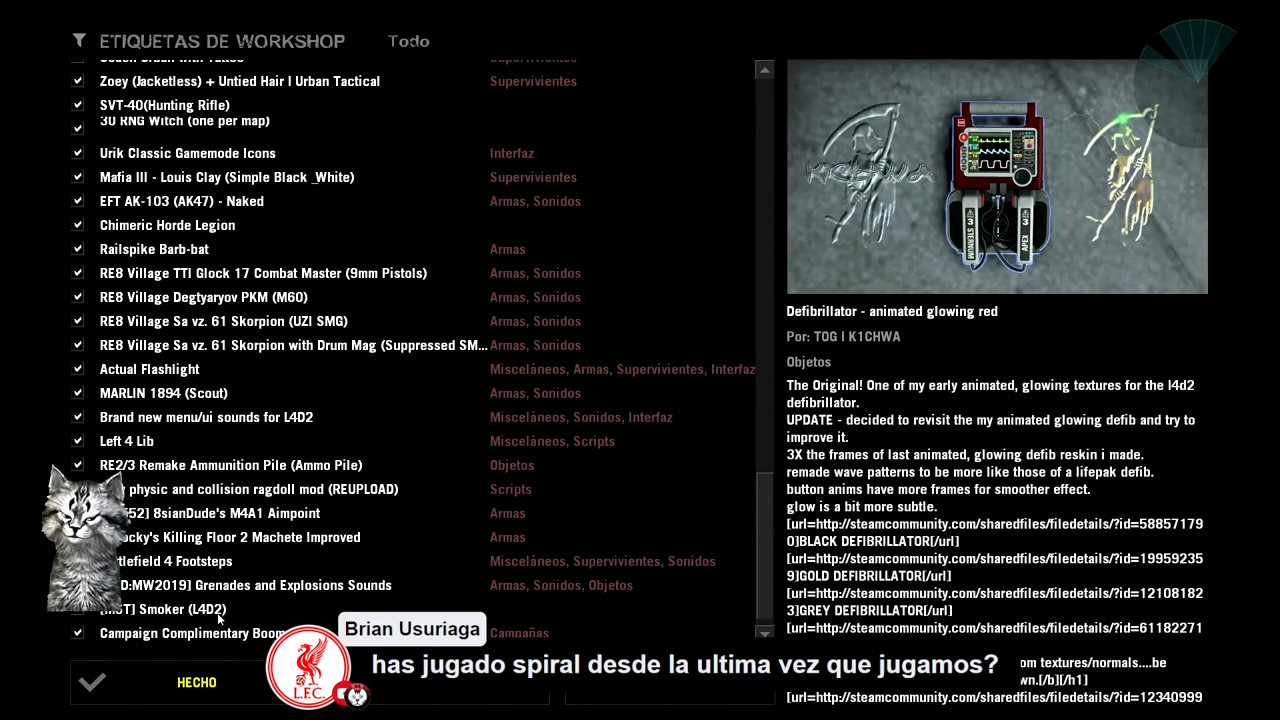 ETIQUETAS DE WORKSHOP Todo
Zoey (Jacketless) + Untied Hair | Urban Tactical Supervivientes
SVT-40(Hunting Rifle)
30 RNG Witch (one per map)
Urik Classic Gamemode Icons Interfaz
Mafia III - Louis Clay (Simple Black _White) Supervivientes
EFT AK-103 (AK47) - Naked Armas, Sonidos
Chimeric Horde Legion
Railspike Barb-bat Armas
RE8 Village TTI Glock 17 Combat Master (9mm Pistols) Armas, Sonidos
RE8 Village Degtyaryov PKM (M60) Armas, Sonidos
RE8 Village Sa vz. 61 Skorpion (UZI SMG) Armas, Sonidos
RE8 Village Sa vz. 61 Skorpion with Drum Mag (Suppressed SM... Armas, Sonidos
Actual Flashlight Misceláneos, Armas, Supervivientes, Interfaz
MARLIN 1894 (Scout) Armas, Sonidos
Brand new menu/ui sounds for L4D2 Misceláneos, Sonidos, Interfaz
Left 4 Lib Misceláneos, Scripts
RE2/3 Remake Ammunition Pile (Ammo Pile) Objetos
physic and collision ragdoll mod (REUPLOAD) Scripts
52] 8sianDude's M4A1 Aimpoint Armas
ocky's Killing Floor 2 Machete Improved Armas
tlefield 4 Footsteps Misceláneos, Supervivientes, Sonidos
D:MW2019] Grenades and Explosions Sounds Armas, Sonidos, Objetos
Smoker (L4D2)
Campaign Complimentary Boom Campañas
HECHO
KICHWA
STERNUM
APEX
Defibrillator - animated glowing red
Por: TOG | K1CHWA
Objetos
The Original! One of my early animated, glowing textures for the l4d2
defibrillator.
UPDATE - decided to revisit the my animated glowing defib and try to
improve it.
3X the frames of last animated, glowing defib reskin i made.
remade wave patterns to be more like those of a lifepak defib.
button anims have more frames for smoother effect.
glow is a bit more subtle.
[url=http://steamcommunity.com/sharedfiles/filedetails/?id=58857179
0]BLACK DEFIBRILLATOR[/url]
[url=http://steamcommunity.com/sharedfiles/filedetails/?id=19959235
9]GOLD DEFIBRILLATOR[/url]
[url=http://steamcommunity.com/sharedfiles/filedetails/?id=12108182
3]GREY DEFIBRILLATOR[/url]
[url=http://steamcommunity.com/sharedfiles/filedetails/?id=61182271
om textures/normals....be
wn.[/b][/h1]
[url=http://steamcommunity.com/sharedfiles/filedetails/?id=12340999
Brian Usuriaga
has jugado spiral desde la ultima vez que jugamos?
L.F.C.